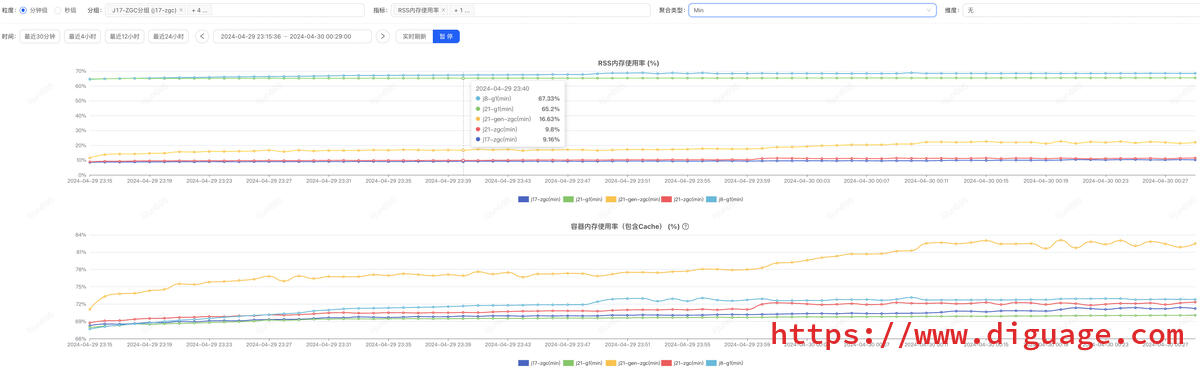 粒度: 分钟级 秒级 分组: J17-ZGC分组 (j17-zgc) × + 4 ... 指标: RSS内存使用率 × + 1 ... 聚合类型: Min 维度: 无
时间: 最近30分钟 最近4小时 最近12小时 最近24小时 2024-04-29 23:15:36 ~ 2024-04-30 00:29:00 实时刷新 暂 停
RSS内存使用率 (%)
70%
60%
50%
40%
30%
20%
10%
0%
2024-04-29 23:40
j8-g1(min) 67.33%
j21-g1(min) 65.2%
j21-gen-zgc(min) 16.63%
j21-zgc(min) 9.8%
j17-zgc(min) 9.16%
2024-04-29 23:15 2024-04-29 23:19 2024-04-29 23:23 2024-04-29 23:27 2024-04-29 23:31 2024-04-29 23:35 2024-04-29 23:39 2024-04-29 23:43 2024-04-29 23:47 2024-04-29 23:51 2024-04-29 23:55 2024-04-29 23:59 2024-04-30 00:03 2024-04-30 00:07 2024-04-30 00:11 2024-04-30 00:15 2024-04-30 00:19 2024-04-30 00:23 2024-04-30 00:27
j17-zgc(min) j21-g1(min) j21-gen-zgc(min) j21-zgc(min) j8-g1(min)
容器内存使用率（包含Cache） (%)
84%
81%
78%
75%
72%
69%
66%
https://www.diguage.com
2024-04-29 23:15 2024-04-29 23:19 2024-04-29 23:23 2024-04-29 23:27 2024-04-29 23:31 2024-04-29 23:35 2024-04-29 23:39 2024-04-29 23:43 2024-04-29 23:47 2024-04-29 23:51 2024-04-29 23:55 2024-04-29 23:59
j17-zgc(min) j21-g1(min) j21-gen-zgc(min) j21-zgc(min) j8-g1(min)